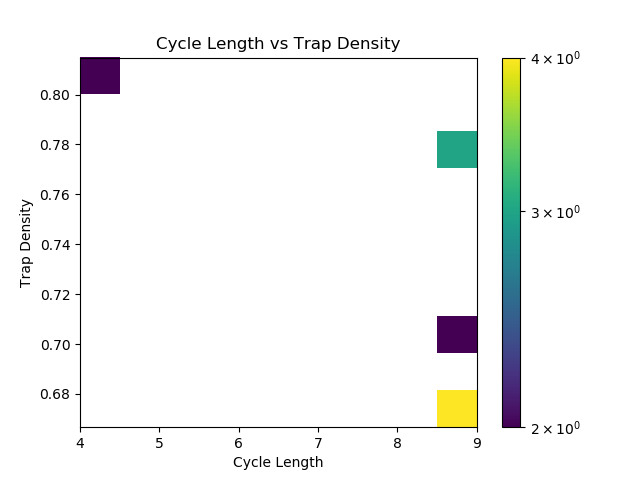 Cycle Length vs Trap Density
4 × 10⁰
3 × 10⁰
2 × 10⁰
0.80
0.78
0.76
0.74
0.72
0.70
0.68
Trap Density
4 5 6 7 8 9
Cycle Length